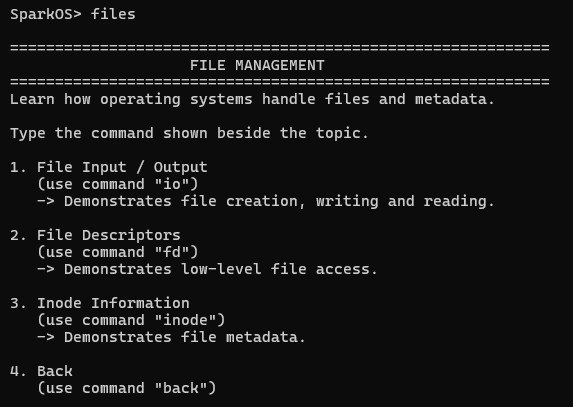 SparkOS> files
============================================================
FILE MANAGEMENT
============================================================
Learn how operating systems handle files and metadata.
Type the command shown beside the topic.
1. File Input / Output
(use command "io")
-> Demonstrates file creation, writing and reading.
2. File Descriptors
(use command "fd")
-> Demonstrates low-level file access.
3. Inode Information
(use command "inode")
-> Demonstrates file metadata.
4. Back
(use command "back")